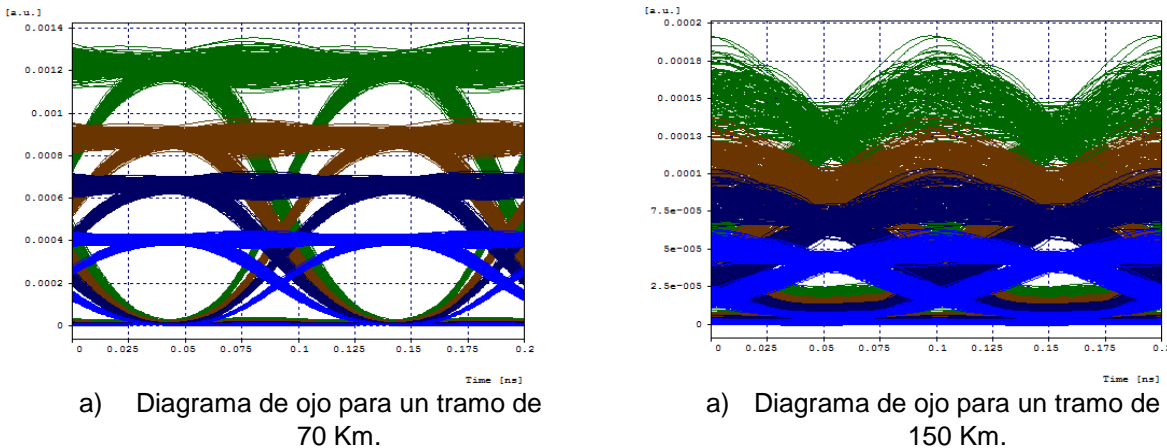 [a.u.]
0.0014
0.0012
0.001
0.0008
0.0006
0.0004
0.0002
0
0 0.025 0.05 0.075 0.1 0.125 0.15 0.175 0.2
Time [ns]
a) Diagrama de ojo para un tramo de
70 Km.
[a.u.]
0.0002
0.00018
0.00015
0.00013
0.0001
7.5e-005
5e-005
2.5e-005
0
0 0.025 0.05 0.075 0.1 0.125 0.15 0.175 0.2
Time [ns]
a) Diagrama de ojo para un tramo de
150 Km.